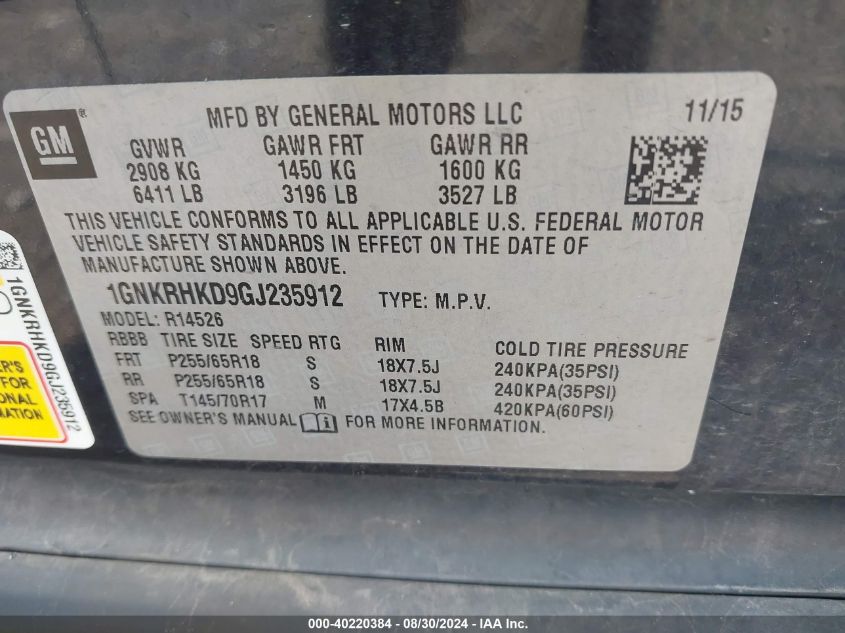 GM ®
MFD BY GENERAL MOTORS LLC 11/15
GVWR GAWR FRT GAWR RR
2908 KG 1450 KG 1600 KG
6411 LB 3196 LB 3527 LB
THIS VEHICLE CONFORMS TO ALL APPLICABLE U.S. FEDERAL MOTOR
VEHICLE SAFETY STANDARDS IN EFFECT ON THE DATE OF
MANUFACTURE SHOWN ABOVE.
1GNKRHKD9GJ235912 TYPE: M.P.V.
MODEL: R14526
RBBB TIRE SIZE SPEED RTG RIM COLD TIRE PRESSURE
FRT P255/65R18 S 18X7.5J 240KPA(35PSI)
RR P255/65R18 S 18X7.5J 240KPA(35PSI)
SPA T145/70R17 M 17X4.5B 420KPA(60PSI)
SEE OWNER'S MANUAL FOR MORE INFORMATION.
1GNKRHKD9GJ235912
FOR
000-40220384 - 08/30/2024 - IAA Inc.